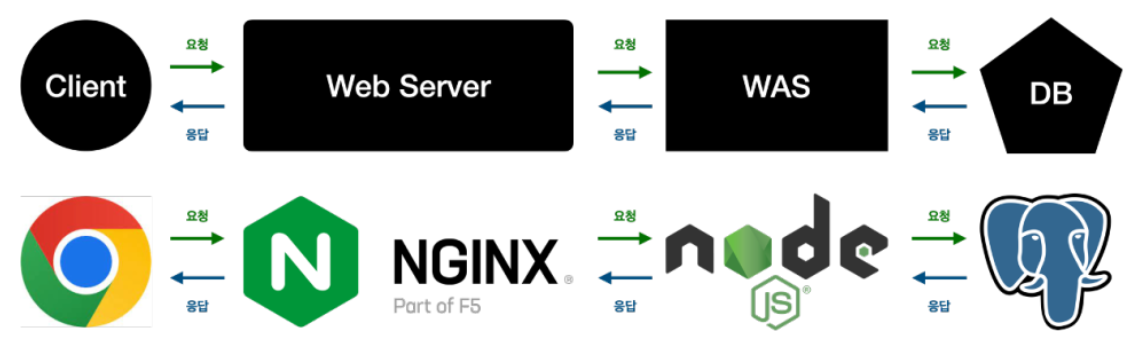 요청 요청 요청
Client Web Server WAS DB
응답 응답 응답
요청 요청 요청
N NGINX ® node
Part of F5 JS ®
응답 응답 응답